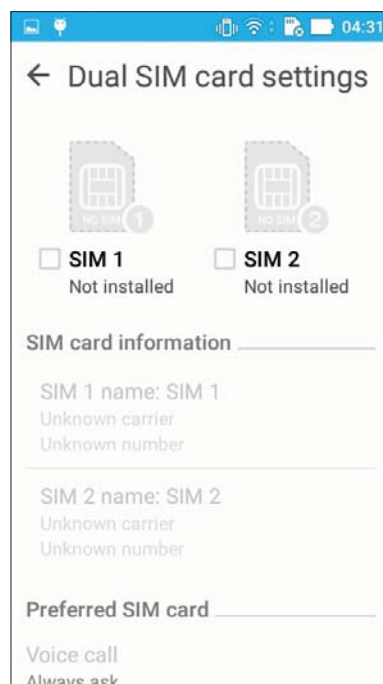 04:31
Dual SIM card settings
NO SIM 1
NO SIM 2
SIM 1
SIM 2
Not installed
Not installed
SIM card information
SIM 1 name: SIM 1
Unknown carrier
Unknown number
SIM 2 name: SIM 2
Unknown carrier
Unknown number
Preferred SIM card
Voice call
Always ask